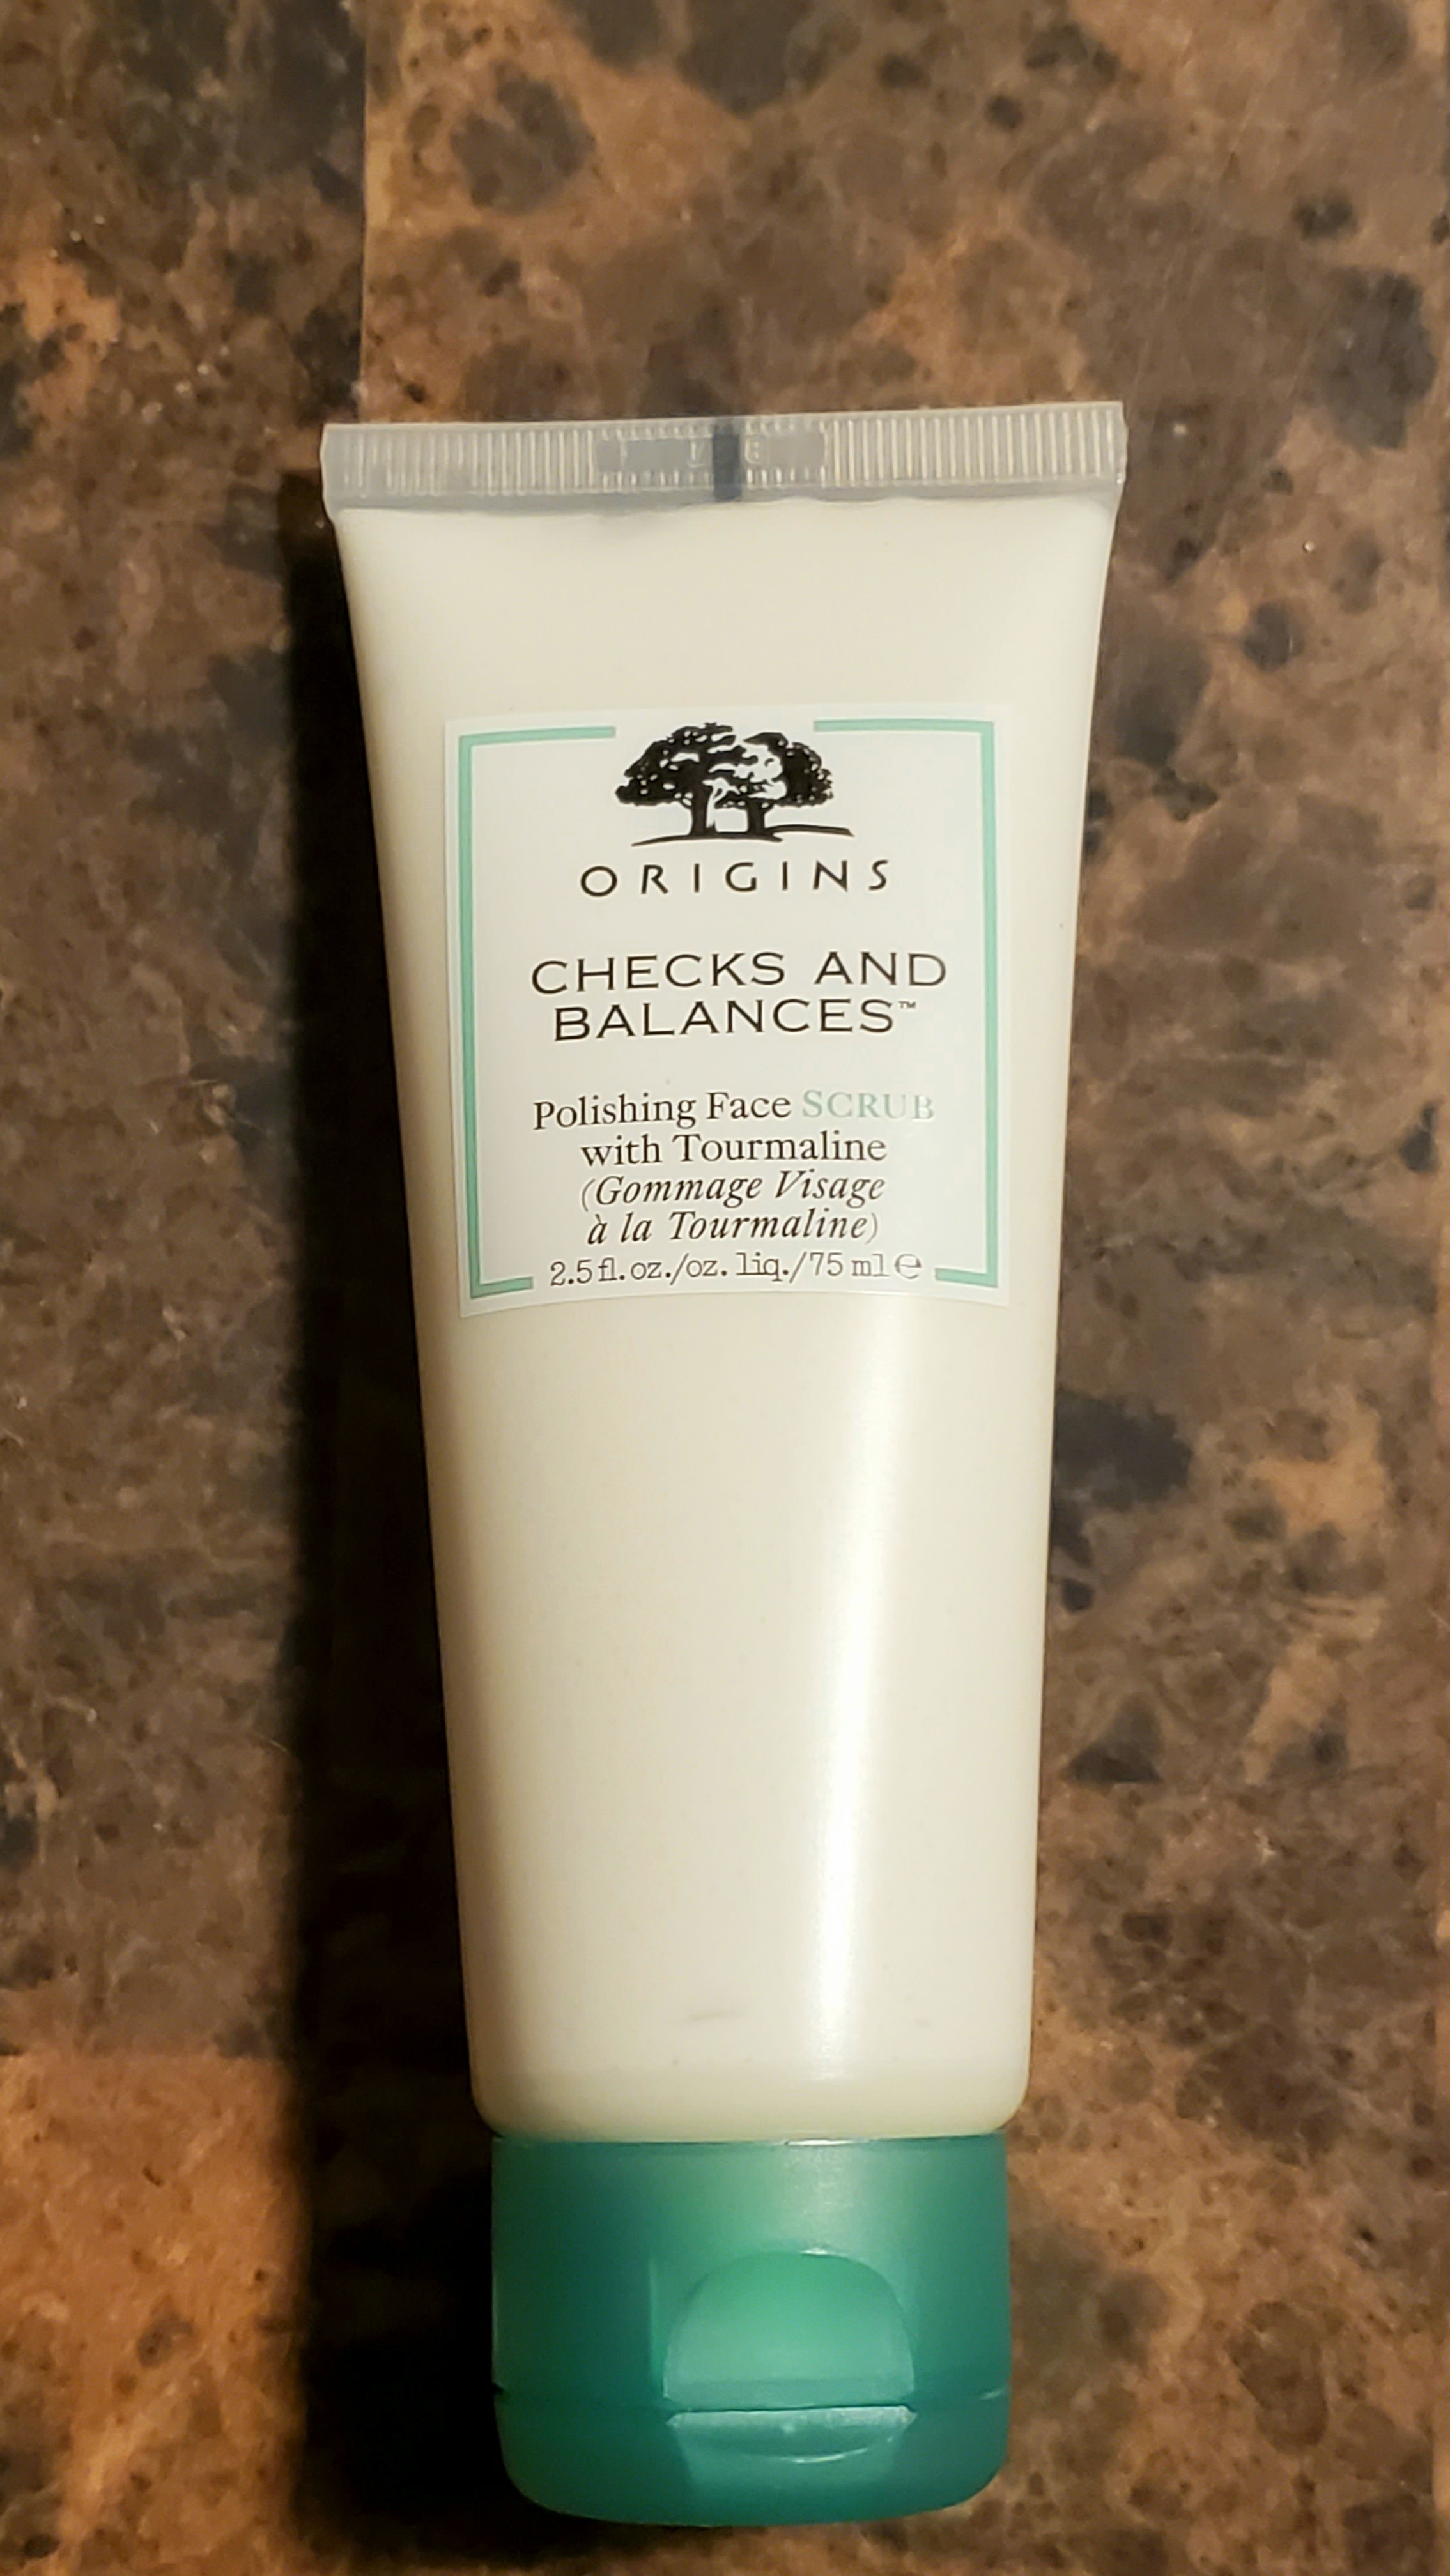 ORIGINS
CHECKS AND
BALANCES™
Polishing Face SCRUB
with Tourmaline
(Gommage Visage
à la Tourmaline)
2.5 fl. oz./oz. liq./75 ml ℮